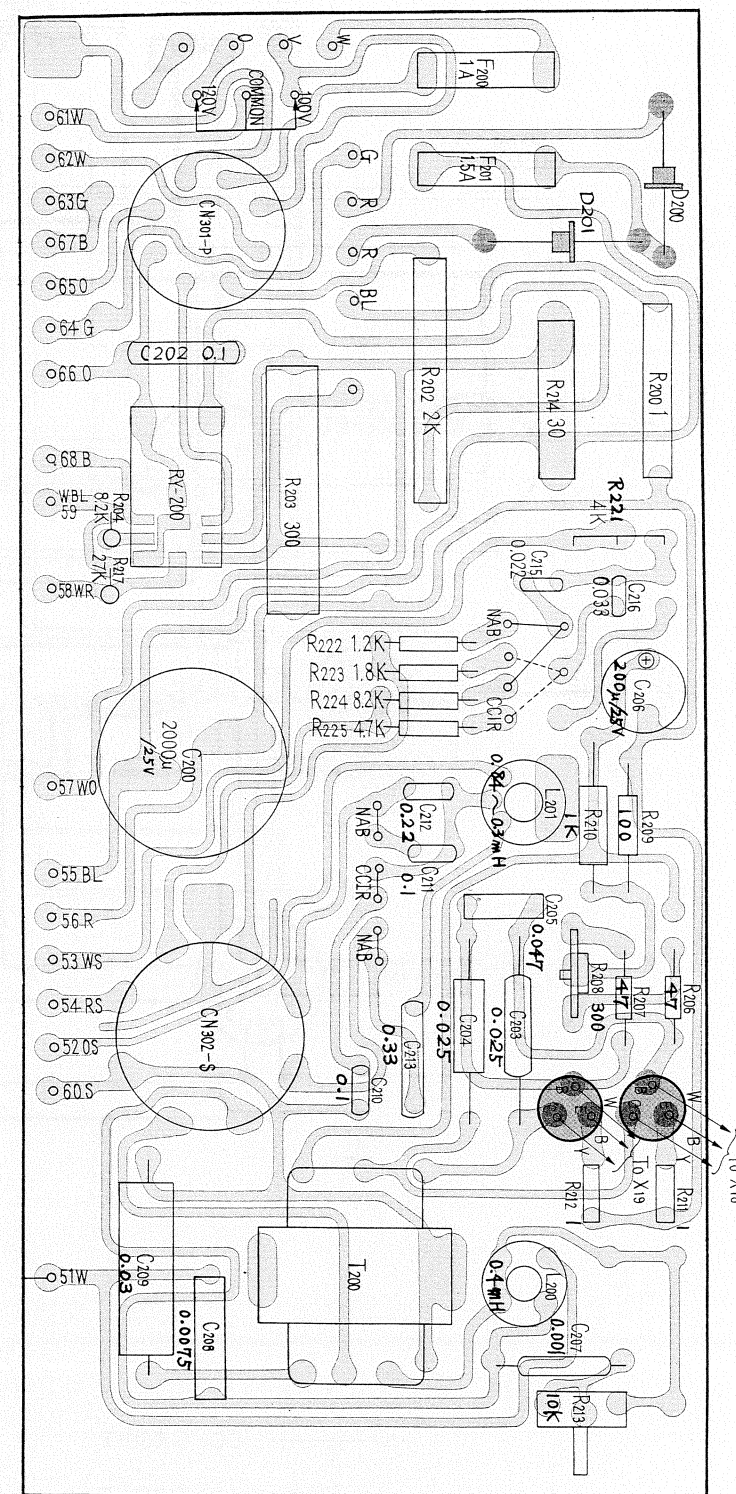 O
V
W
120V
COMMON
100V
F200
1A
61W
62W
G
F201
1.5A
D200
63G
CN301-P
R
D201
67B
R
65O
BL
64G
66O
C202 0.1
R202 2K
R214 30
R200 1
68B
RY-200
R203 300
WBL
59
R204
8.2K
R221
4K
R217
27K
58WR
C215
0.022
C216
0.033
NAB
R222 1.2K
R223 1.8K
R224 8.2K
R225 4.7K
CCIR
C206
200μ/25V
C200
2000μ
/25V
57WO
L201
0.84~0.3mH
C212
0.22
NAB
R210
1K
R209
100
C211
0.1
CCIR
55BL
56R
C205
0.047
NAB
53WS
R208
300
R207
47
R206
47
54RS
CN302-S
52OS
C213
0.33
C204
0.025
C203
0.025
60S
C210
0.1
B
C
E
W
B
Y
B
C
E
W
B
Y
To X19
R212
1
R211
1
51W
C209
0.03
T200
L200
0.4mH
C208
0.0075
C207
0.001
R213
10K